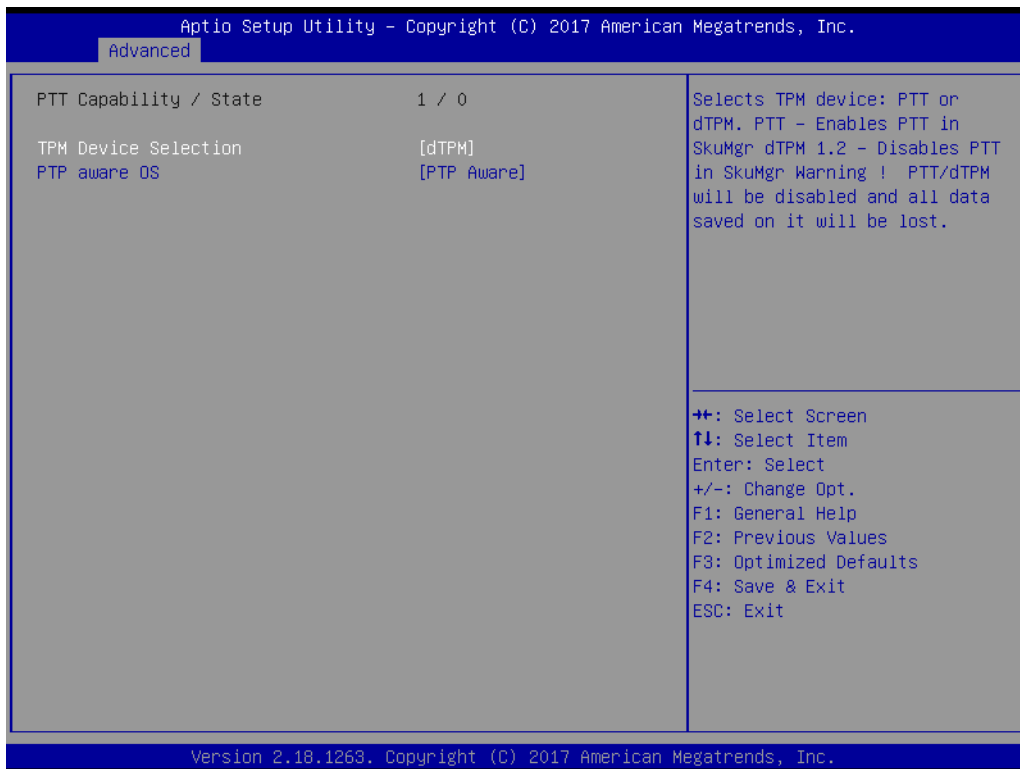 Aptio Setup Utility – Copyright (C) 2017 American Megatrends, Inc.
Advanced
PTT Capability / State 1 / 0
TPM Device Selection [dTPM]
PTP aware OS [PTP Aware]
Selects TPM device: PTT or
dTPM. PTT – Enables PTT in
SkuMgr dTPM 1.2 – Disables PTT
in SkuMgr Warning ! PTT/dTPM
will be disabled and all data
saved on it will be lost.
→←: Select Screen
↑↓: Select Item
Enter: Select
+/-: Change Opt.
F1: General Help
F2: Previous Values
F3: Optimized Defaults
F4: Save & Exit
ESC: Exit
Version 2.18.1263. Copyright (C) 2017 American Megatrends, Inc.